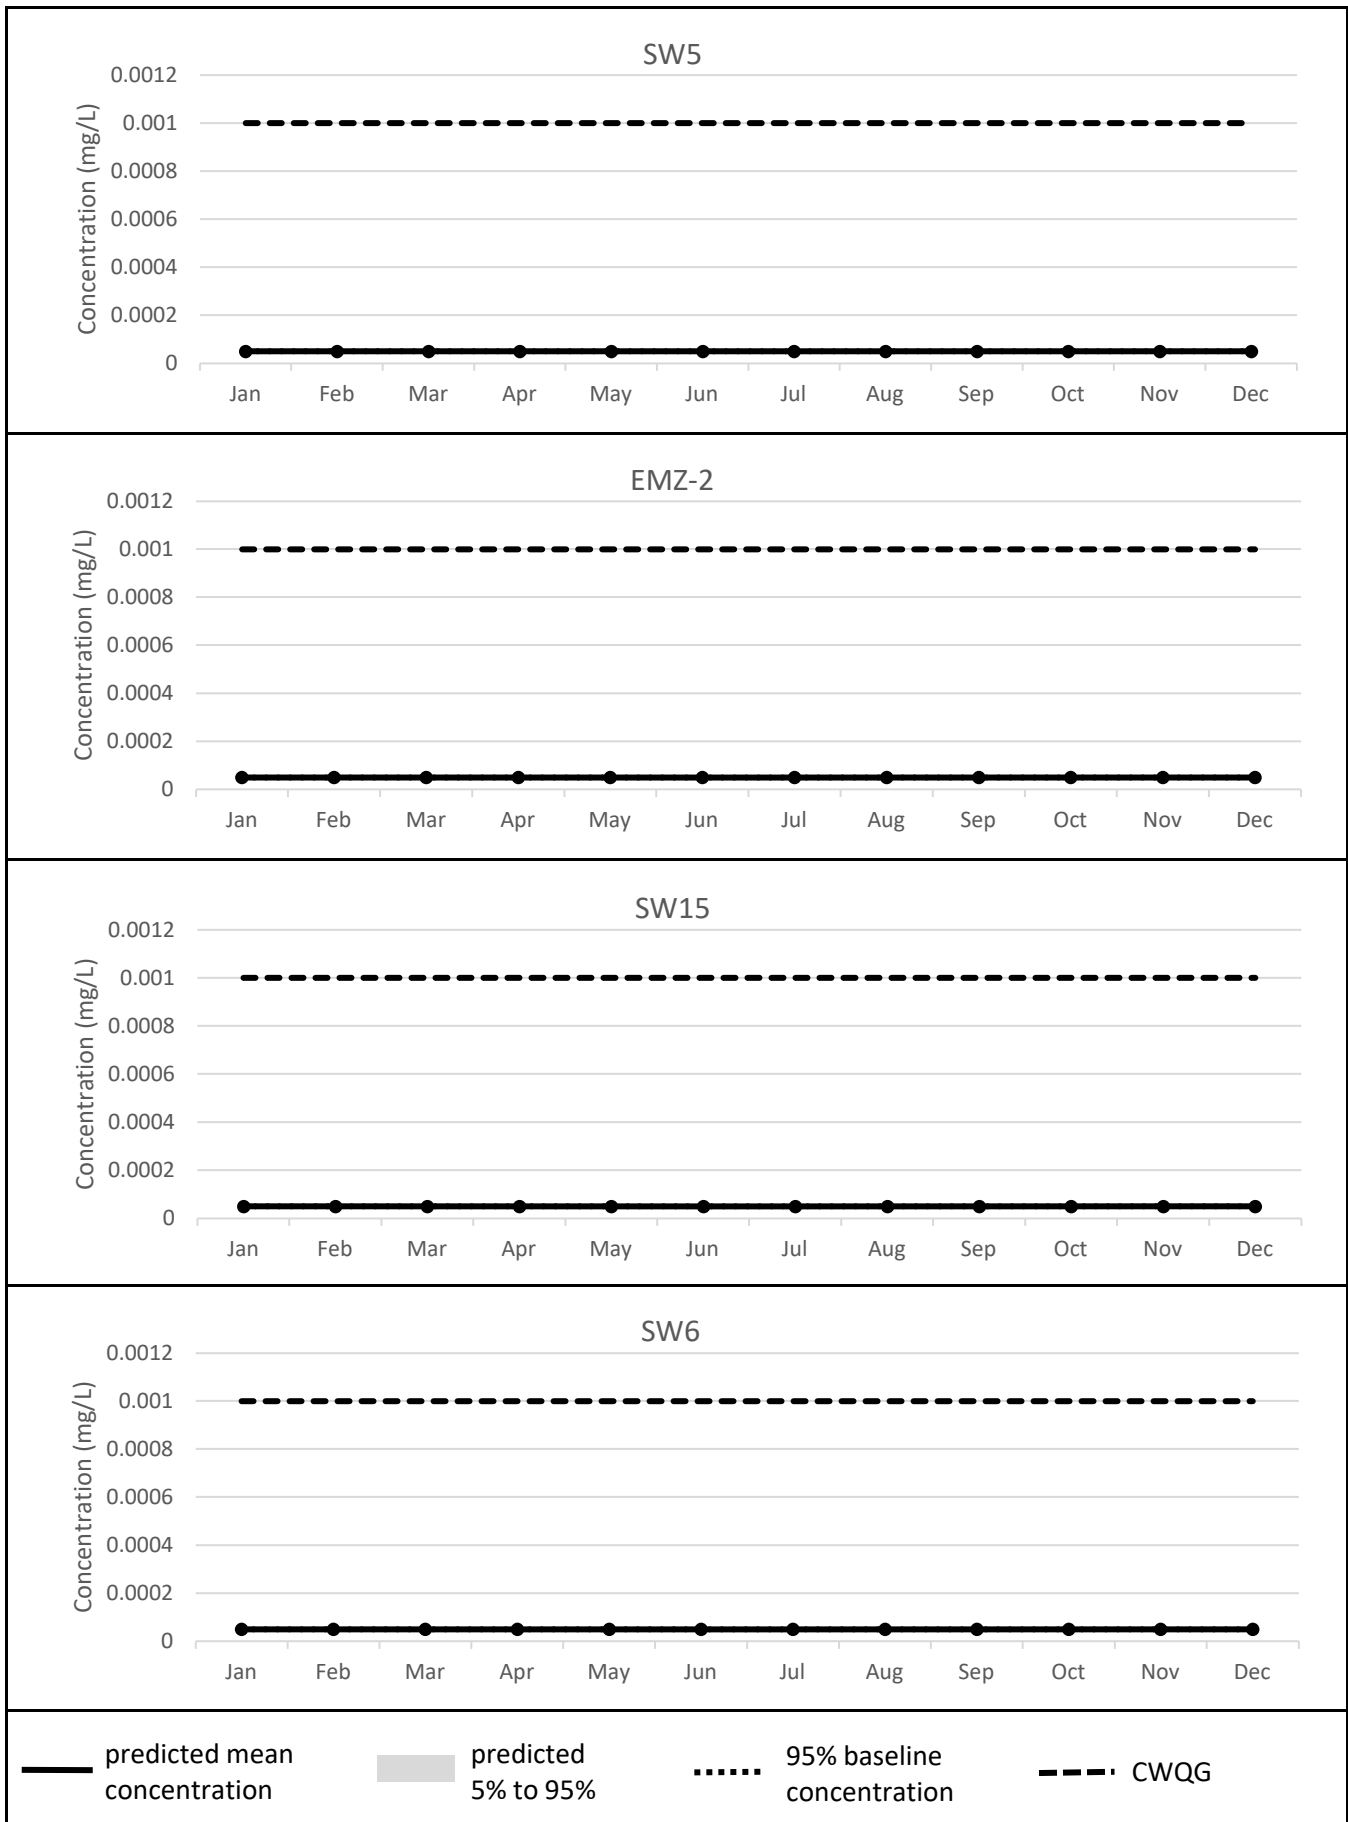 SW5
Concentration (mg/L)
0.0012
0.001
0.0008
0.0006
0.0004
0.0002
0
Jan Feb Mar Apr May Jun Jul Aug Sep Oct Nov Dec
EMZ-2
Concentration (mg/L)
0.0012
0.001
0.0008
0.0006
0.0004
0.0002
0
Jan Feb Mar Apr May Jun Jul Aug Sep Oct Nov Dec
SW15
Concentration (mg/L)
0.0012
0.001
0.0008
0.0006
0.0004
0.0002
0
Jan Feb Mar Apr May Jun Jul Aug Sep Oct Nov Dec
SW6
Concentration (mg/L)
0.0012
0.001
0.0008
0.0006
0.0004
0.0002
0
Jan Feb Mar Apr May Jun Jul Aug Sep Oct Nov Dec
predicted mean
concentration
predicted
5% to 95%
95% baseline
concentration
CWQG